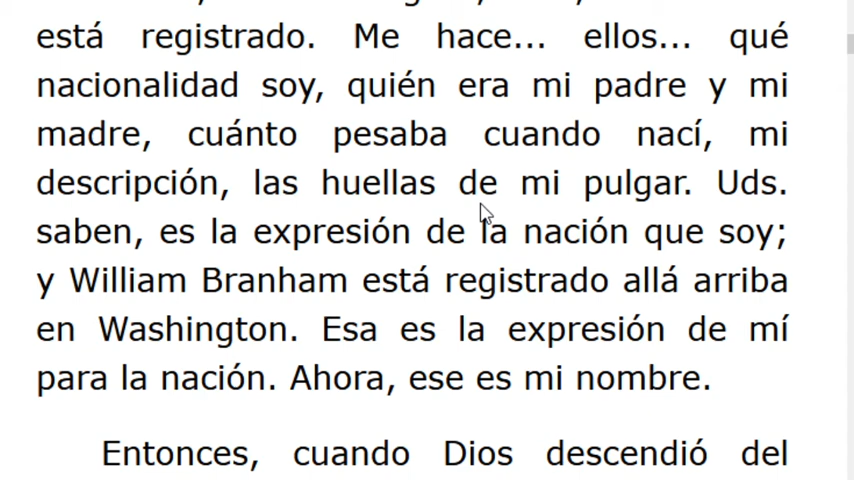 está registrado. Me hace... ellos... qué
nacionalidad soy, quién era mi padre y mi
madre, cuánto pesaba cuando nací, mi
descripción, las huellas de mi pulgar. Uds.
saben, es la expresión de la nación que soy;
y William Branham está registrado allá arriba
en Washington. Esa es la expresión de mí
para la nación. Ahora, ese es mi nombre.
Entonces, cuando Dios descendió del